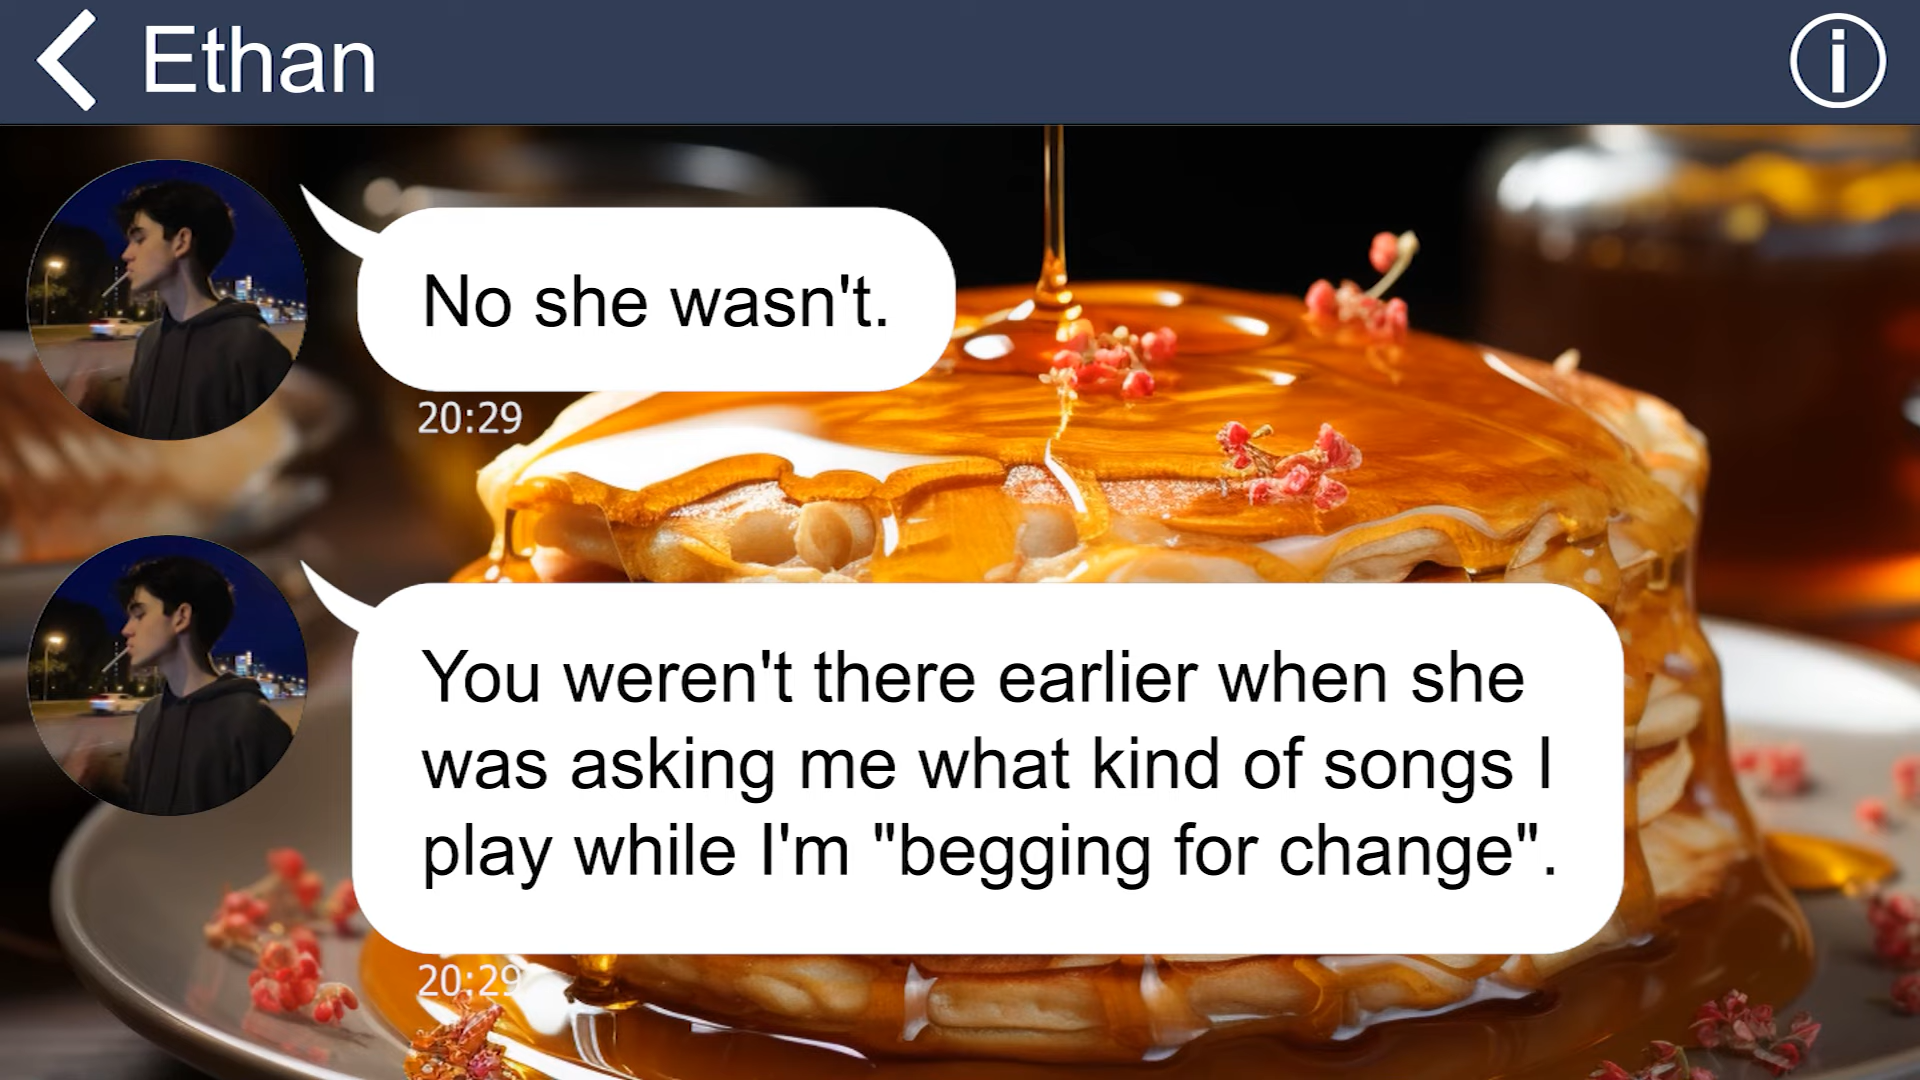 Ethan
No she wasn't.
20:29
You weren't there earlier when she
was asking me what kind of songs I
play while I'm "begging for change".
20:29